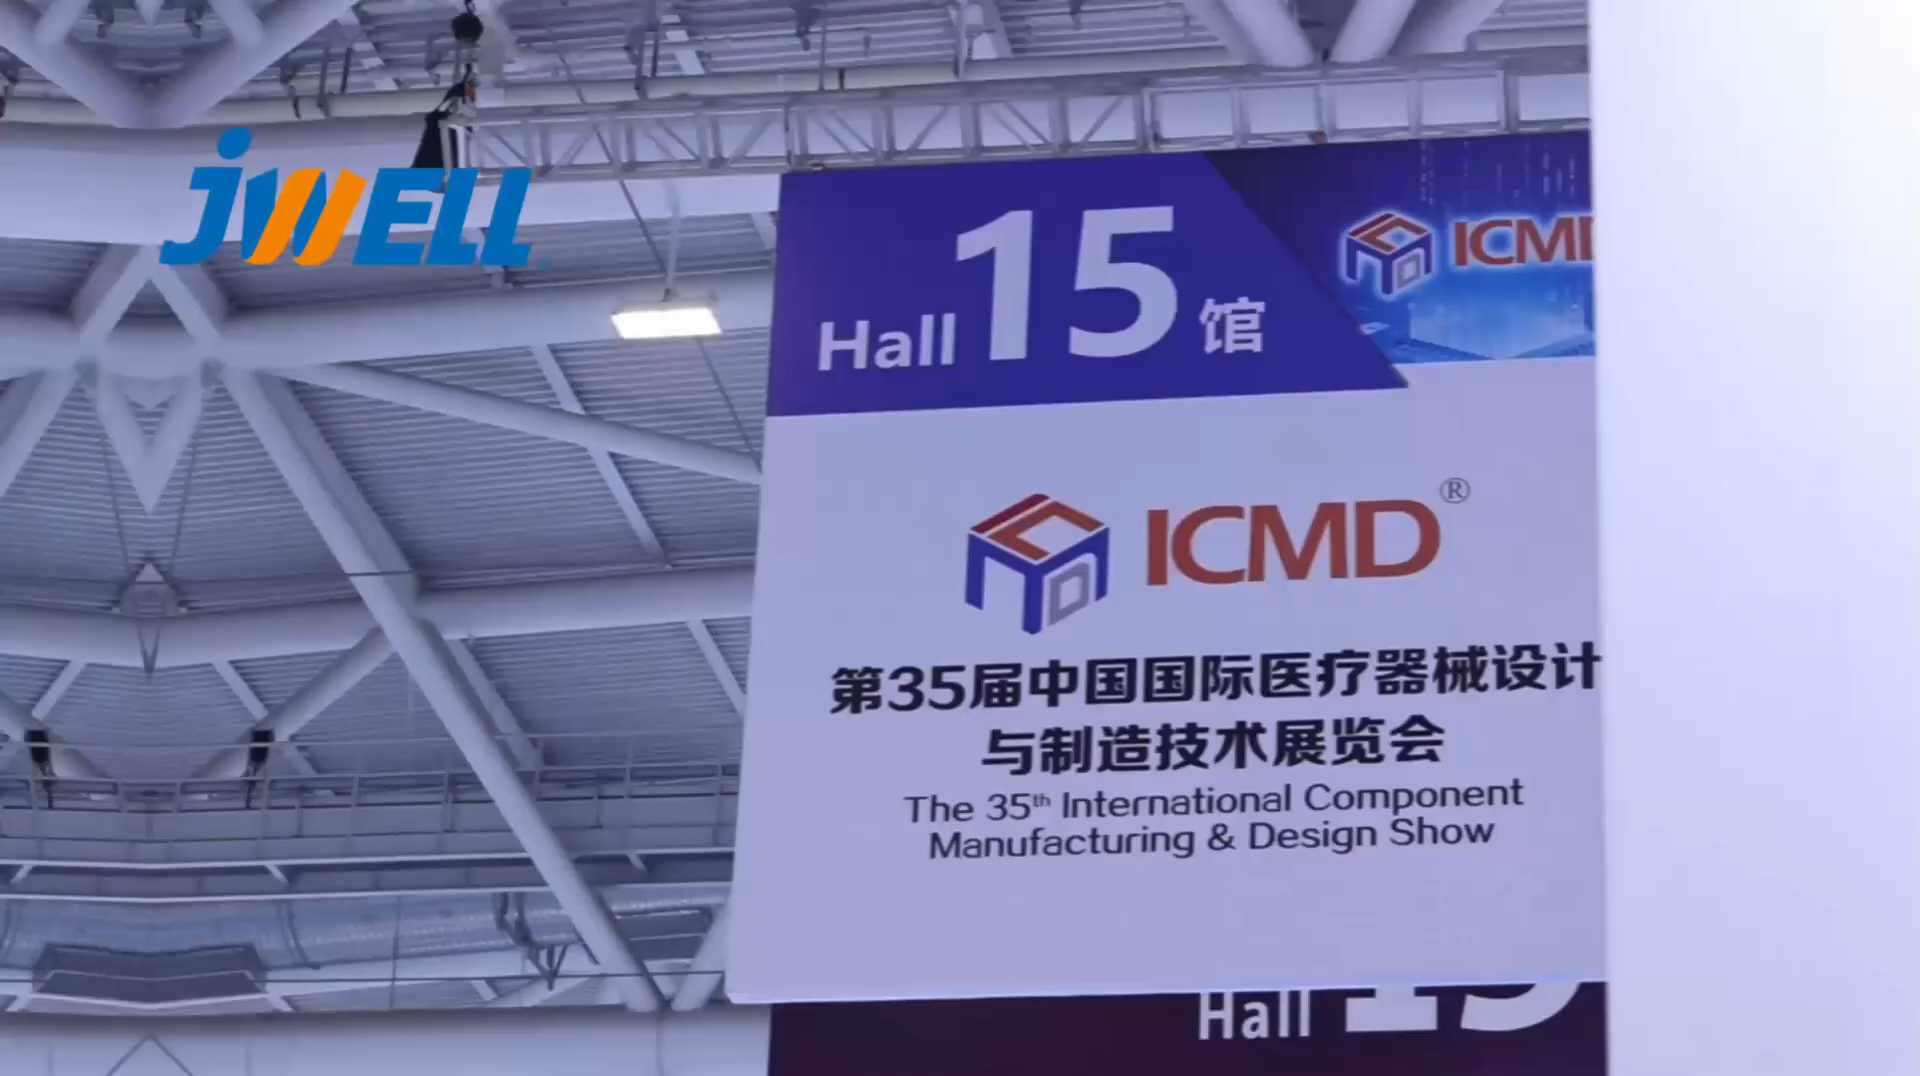 JWELL
Hall 15 馆
ICMD
ICMD®
第35届中国国际医疗器械设计
与制造技术展览会
The 35th International Component
Manufacturing & Design Show
Hall 15